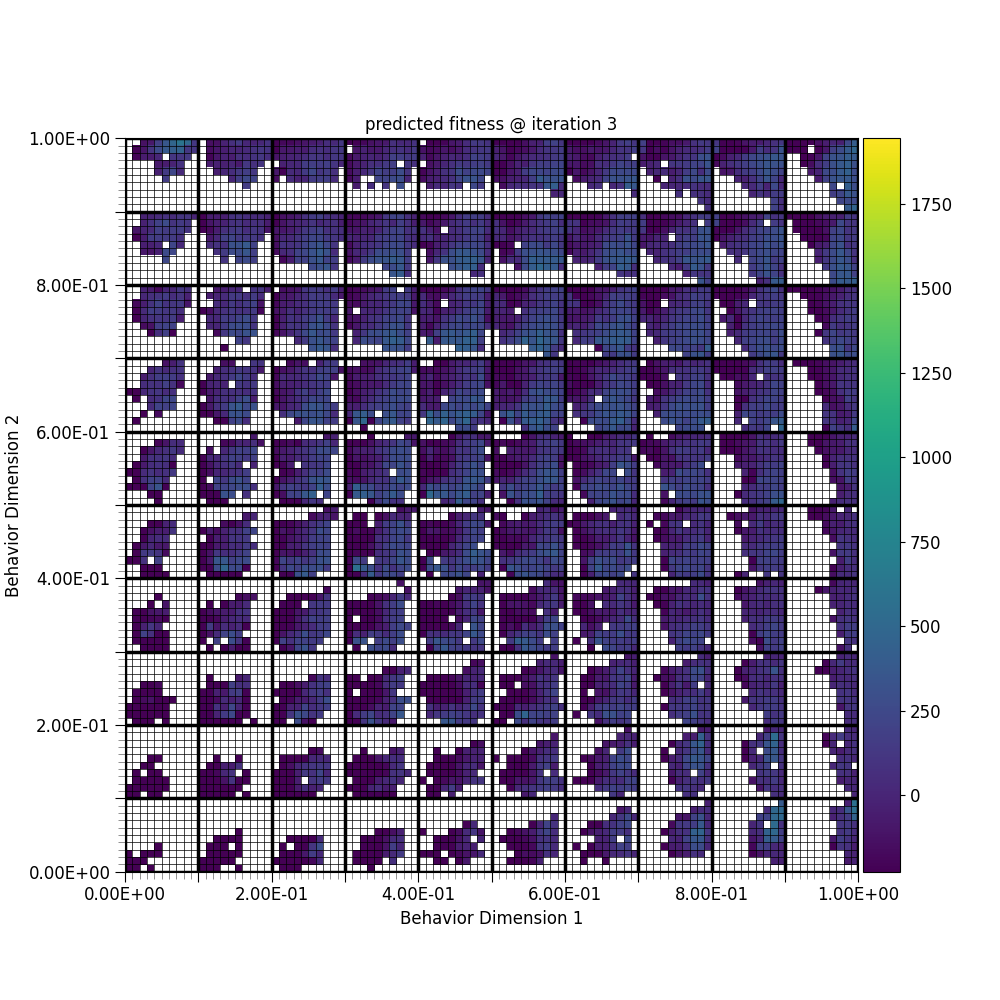 predicted fitness @ iteration 3
1.00E+00
8.00E-01
6.00E-01
4.00E-01
2.00E-01
0.00E+00
Behavior Dimension 2
0.00E+00 2.00E-01 4.00E-01 6.00E-01 8.00E-01 1.00E+00
Behavior Dimension 1
1750
1500
1250
1000
750
500
250
0